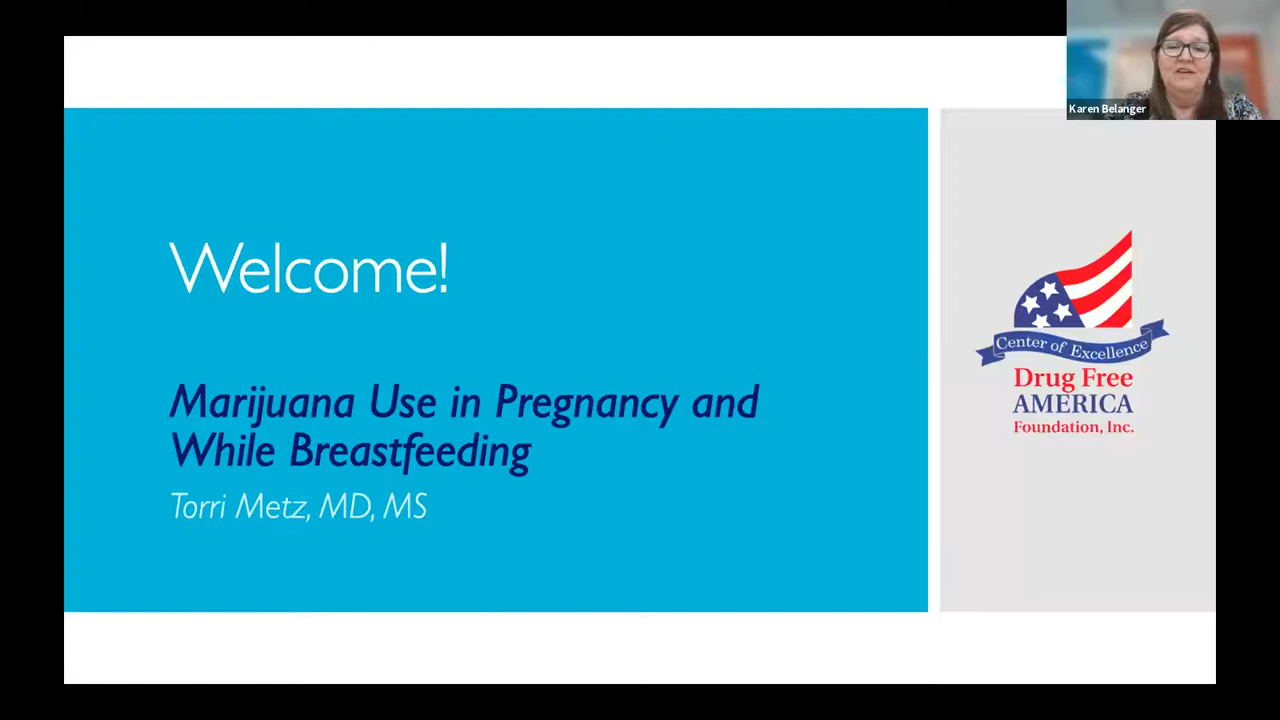 Karen Belanger
Welcome!
Marijuana Use in Pregnancy and
While Breastfeeding
Torri Metz, MD, MS
Center of Excellence
Drug Free
AMERICA
Foundation, Inc.